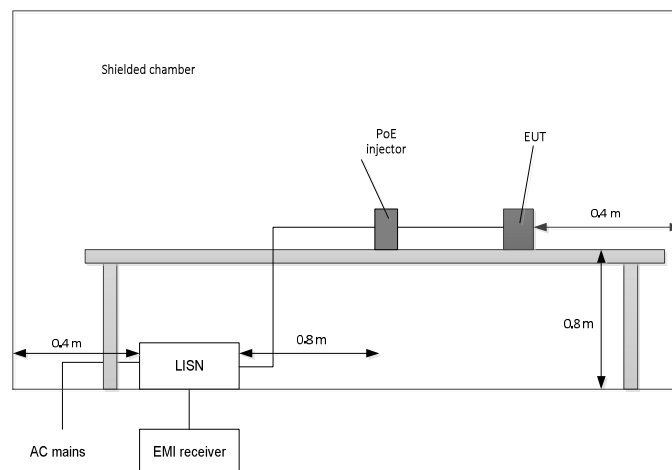 Shielded chamber
PoE
injector
EUT
0.4 m
0.8 m
0.4 m
0.8 m
LISN
AC mains
EMI receiver